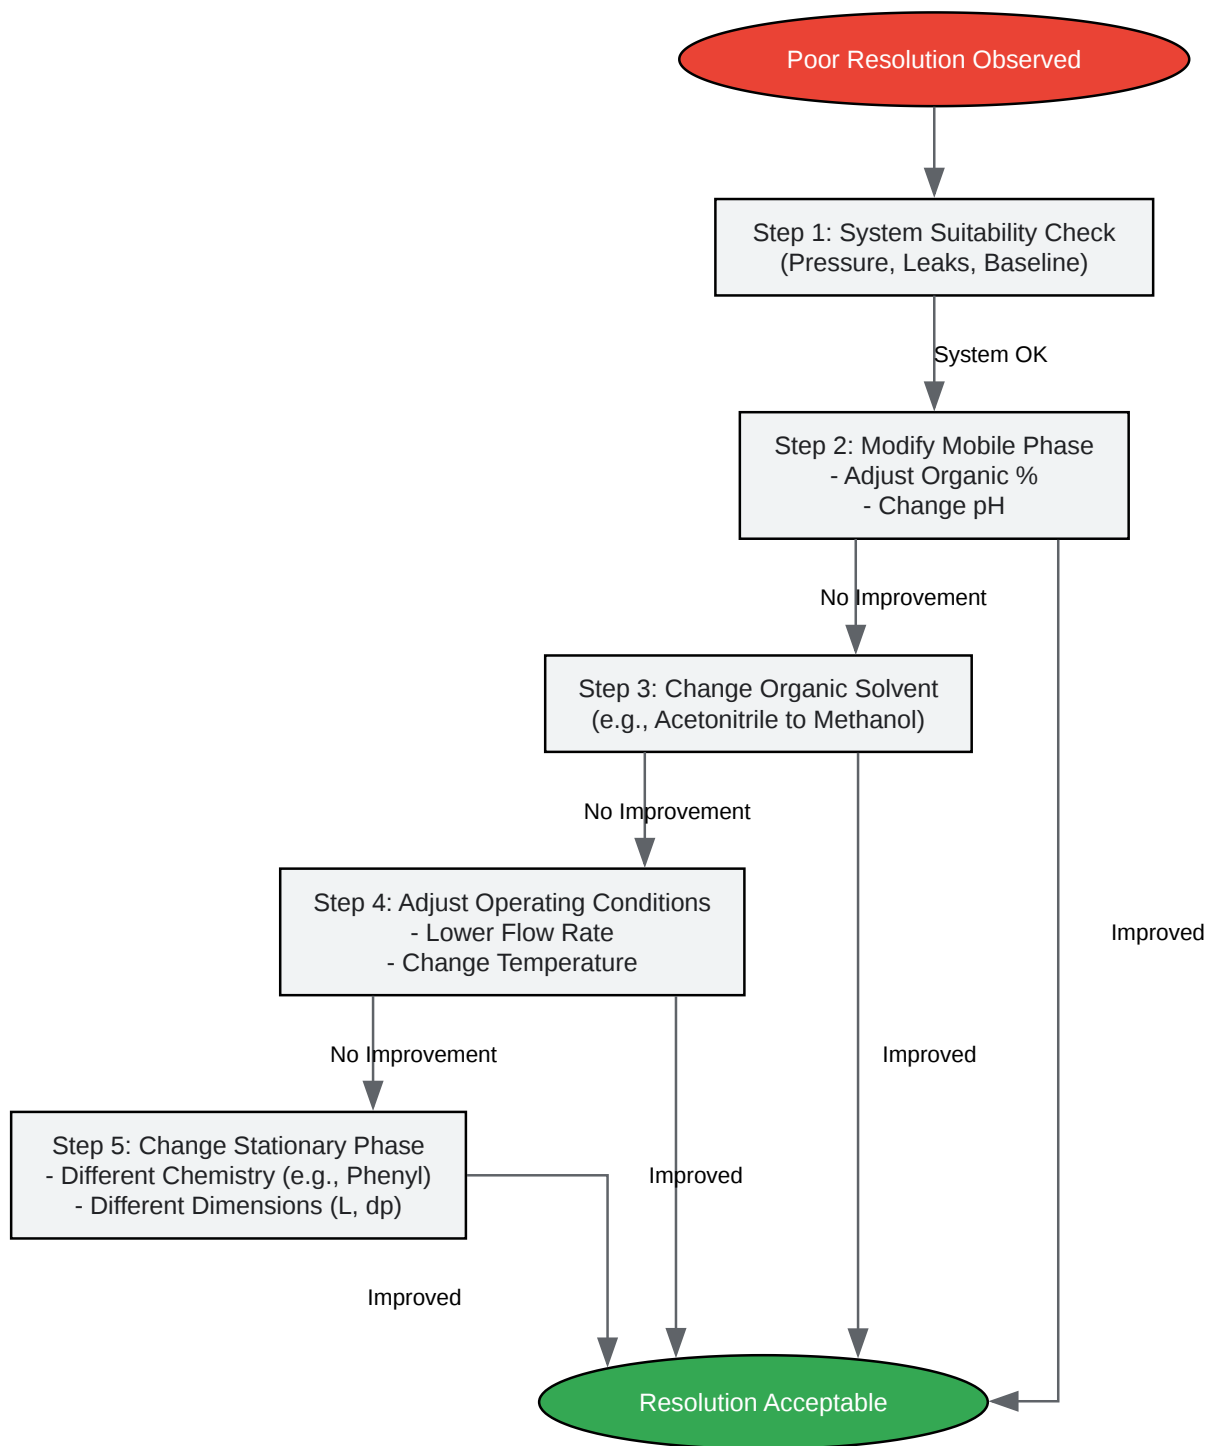 Poor Resolution Observed
Step 1: System Suitability Check
(Pressure, Leaks, Baseline)
System OK
Step 2: Modify Mobile Phase
- Adjust Organic %
- Change pH
No Improvement
Step 3: Change Organic Solvent
(e.g., Acetonitrile to Methanol)
No Improvement
Step 4: Adjust Operating Conditions
- Lower Flow Rate
- Change Temperature
Improved
No Improvement
Improved
Step 5: Change Stationary Phase
- Different Chemistry (e.g., Phenyl)
- Different Dimensions (L, dp)
Improved
Improved
Resolution Acceptable